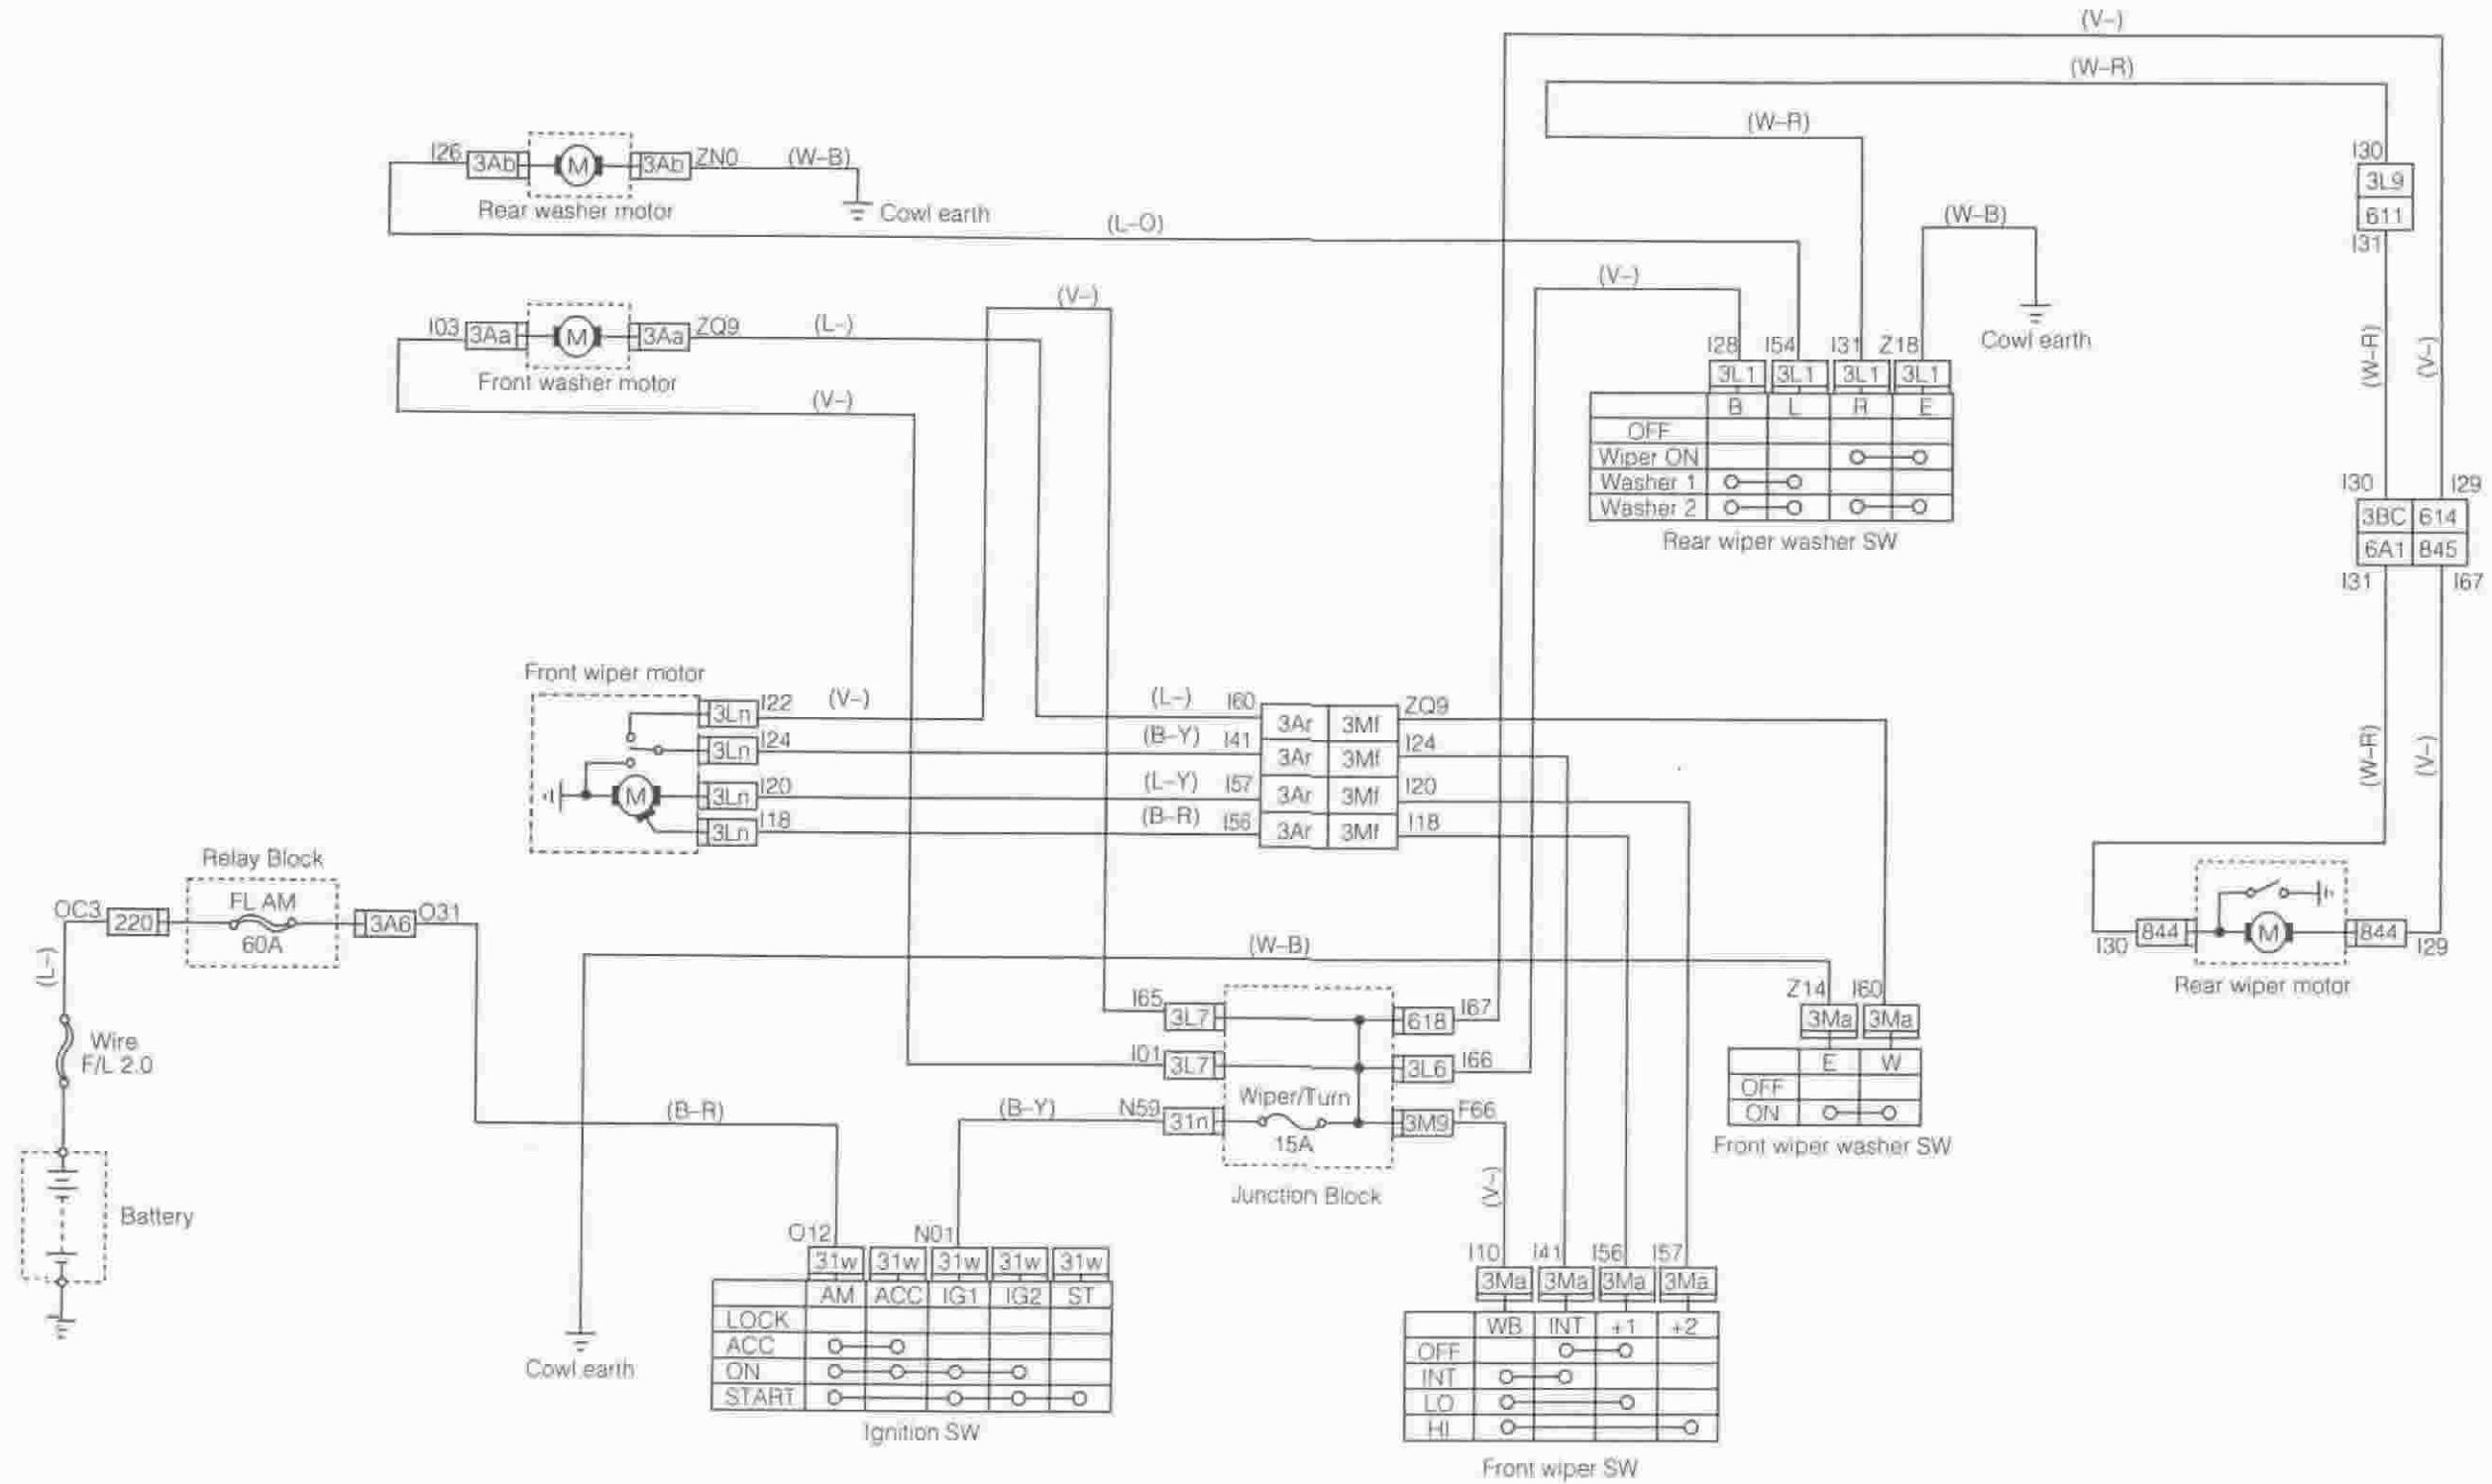 (V–)
(W–R)
(W–R)
I26 3Ab M 3Ab ZN0 (W–B)
Rear washer motor
Cowl earth
(L–O)
I30
3L9
611
I31
(W–B)
Cowl earth
(V–)
(V–)
I03 3Aa M 3Aa ZQ9 (L–)
Front washer motor
(V–)
(W–R) (V–)
I28 I54 I31 Z18
3L1 3L1 3L1 3L1
B L R E
OFF
Wiper ON
Washer 1
Washer 2
Rear wiper washer SW
I30 I29
3BC 614
6A1 845
I31 I67
Front wiper motor
3Ln I22 (V–)
3Ln I24
M 3Ln I20
3Ln I18
(L–) I60 3Ar 3Mf ZQ9
(B–Y) I41 3Ar 3Mf I24
(L–Y) I57 3Ar 3Mf I20
(B–R) I56 3Ar 3Mf I18
(W–R) (V–)
Relay Block
OC3 220 FL AM 3A6 O31
60A
(L–)
Wire
F/L 2.0
Battery
(W–B)
I30 844 M 844 I29
Rear wiper motor
I65 3L7 618 I67
I01 3L7 3L6 I66
Wiper/Turn
N59 31n 3M9 F66
15A
Junction Block
(B–R)
(B–Y)
(V–)
Z14 I60
3Ma 3Ma
E W
OFF
ON
Front wiper washer SW
O12 N01
31w 31w 31w 31w 31w
AM ACC IG1 IG2 ST
LOCK
ACC
ON
START
Ignition SW
Cowl earth
I10 I41 I56 I57
3Ma 3Ma 3Ma 3Ma
WB INT +1 +2
OFF
INT
LO
HI
Front wiper SW